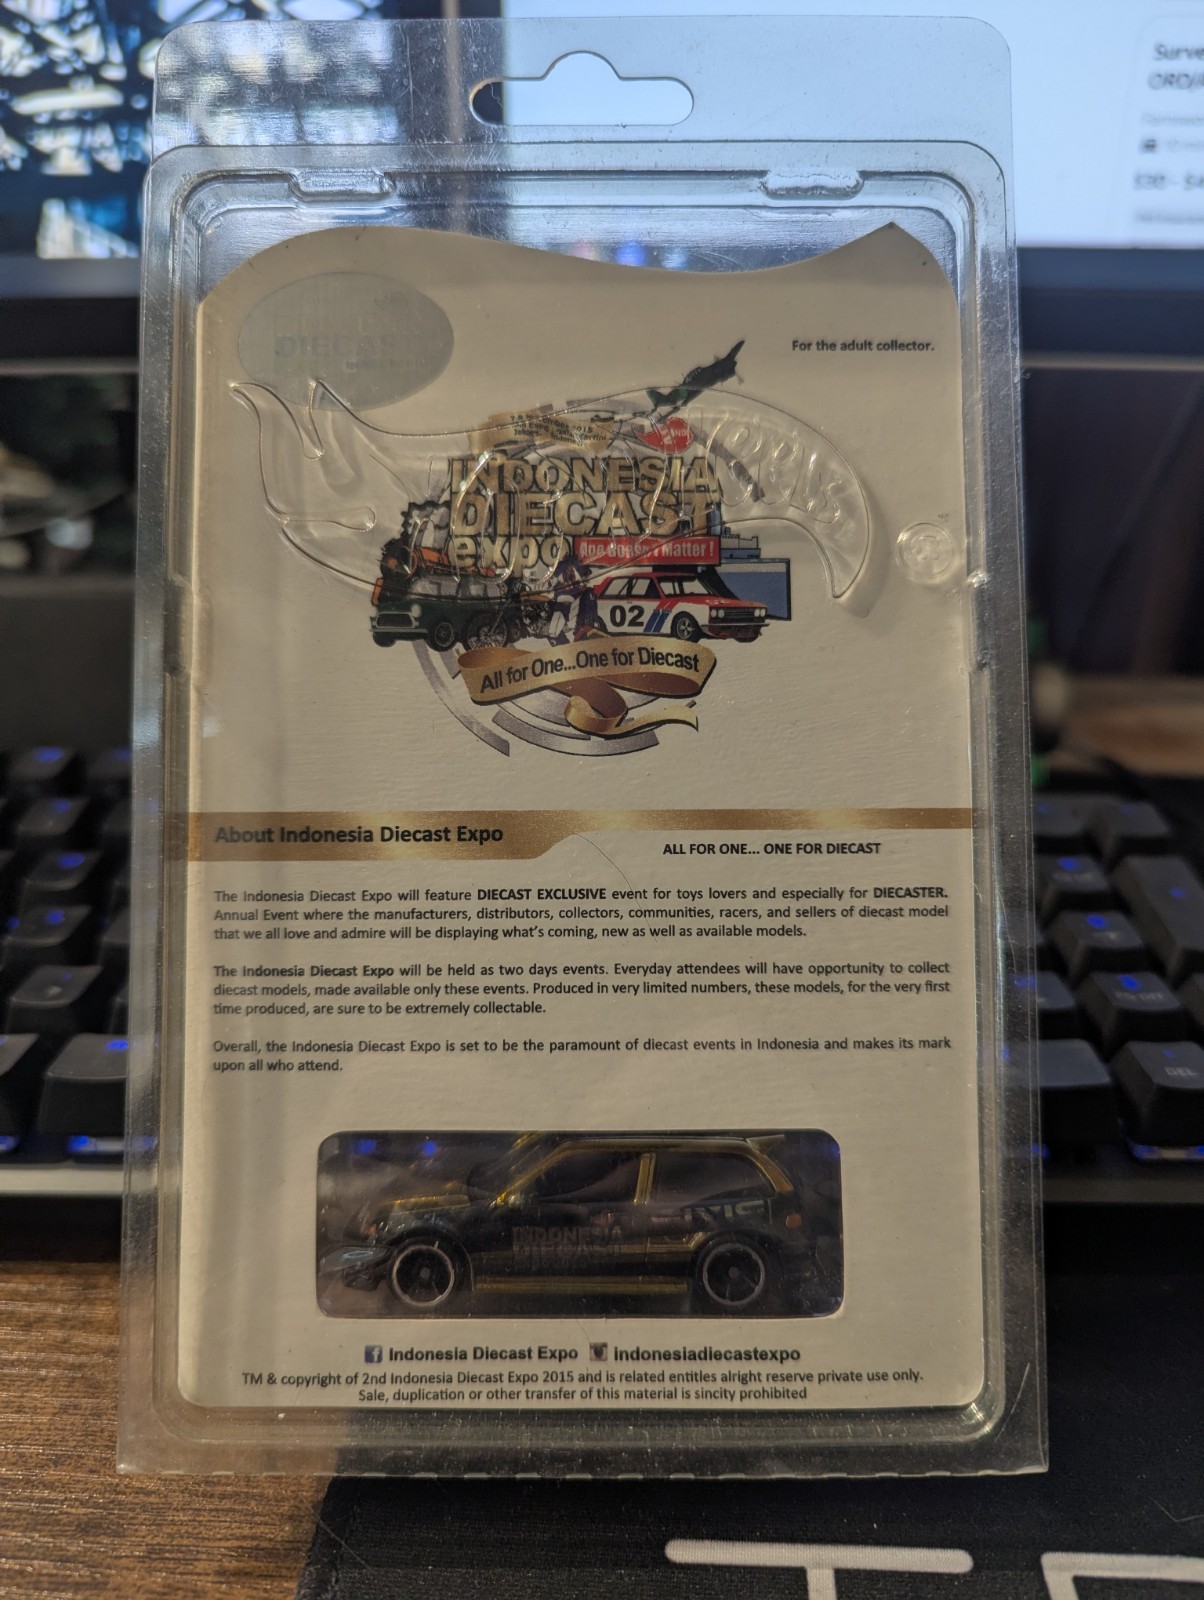 Surve
ORD/
DIECAST
For the adult collector.
2ND
INDONESIA
DIECAST
expo
Age Doesn't Matter !
02
All for One...One for Diecast
About Indonesia Diecast Expo
ALL FOR ONE... ONE FOR DIECAST
The Indonesia Diecast Expo will feature DIECAST EXCLUSIVE event for toys lovers and especially for DIECASTER.
Annual Event where the manufacturers, distributors, collectors, communities, racers, and sellers of diecast model
that we all love and admire will be displaying what's coming, new as well as available models.
The Indonesia Diecast Expo will be held as two days events. Everyday attendees will have opportunity to collect
diecast models, made available only these events. Produced in very limited numbers, these models, for the very first
time produced, are sure to be extremely collectable.
Overall, the Indonesia Diecast Expo is set to be the paramount of diecast events in Indonesia and makes its mark
upon all who attend.
INDONESIA
DIECAST
CIVIC
Indonesia Diecast Expo indonesiadiecastexpo
TM & copyright of 2nd Indonesia Diecast Expo 2015 and is related entitles alright reserve private use only.
Sale, duplication or other transfer of this material is sincity prohibited
DEL